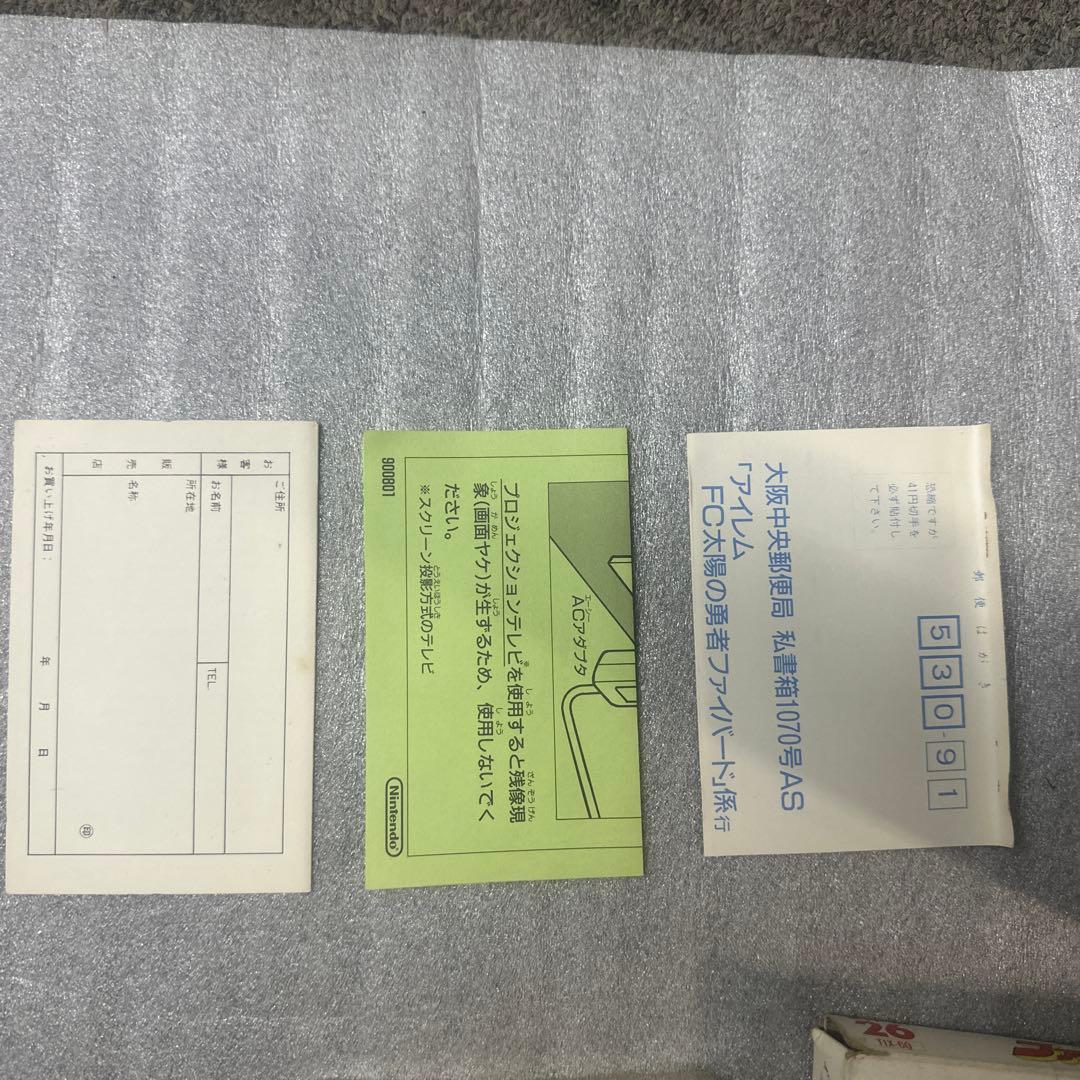 お客様
ご住所
お名前
TEL.
販売店
所在地
名称
印
お買い上げ年月日：　年　月　日
エーシー
ACアダプタ
プロジェクションテレビを使用すると残像現
象(画面ヤケ)が生ずるため、使用しないでく
ださい。
※スクリーン投影方式のテレビ
900801
Nintendo
郵便はがき
530-91
恐縮ですが
41円切手を
必ず貼付し
て下さい。
大阪中央郵便局 私書箱1070号AS
「アイレム
FC太陽の勇者ファイバード」係行
26
TIX-60